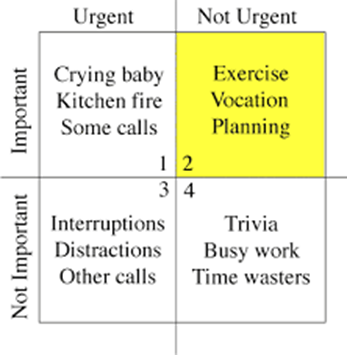 Urgent
Not Urgent
Important
Crying baby
Kitchen fire
Some calls
1
Exercise
Vocation
Planning
2
Not Important
3
Interruptions
Distractions
Other calls
4
Trivia
Busy work
Time wasters